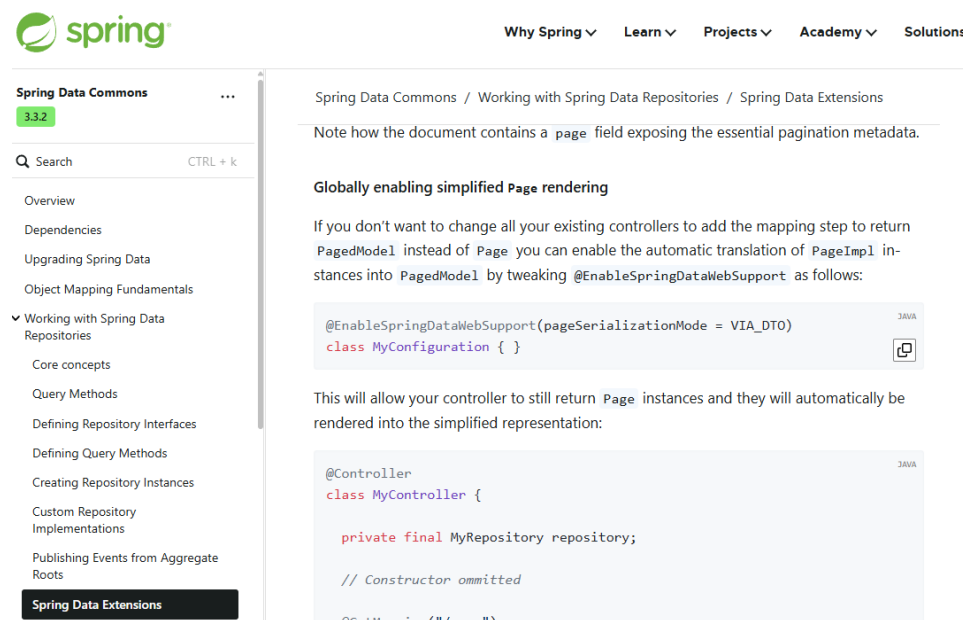 spring
Why Spring
Learn
Projects
Academy
Solutions
Spring Data Commons
...
3.3.2
Search
CTRL + k
Overview
Dependencies
Upgrading Spring Data
Object Mapping Fundamentals
Working with Spring Data
Repositories
Core concepts
Query Methods
Defining Repository Interfaces
Defining Query Methods
Creating Repository Instances
Custom Repository
Implementations
Publishing Events from Aggregate
Roots
Spring Data Extensions
Spring Data Commons / Working with Spring Data Repositories / Spring Data Extensions
Note how the document contains a page field exposing the essential pagination metadata.
Globally enabling simplified Page rendering
If you don't want to change all your existing controllers to add the mapping step to return
PagedModel instead of Page you can enable the automatic translation of PageImpl in-
stances into PagedModel by tweaking @EnableSpringDataWebSupport as follows:
JAVA
@EnableSpringDataWebSupport(pageSerializationMode = VIA_DTO)
class MyConfiguration { }
This will allow your controller to still return Page instances and they will automatically be
rendered into the simplified representation:
JAVA
@Controller
class MyController {
private final MyRepository repository;
// Constructor ommitted